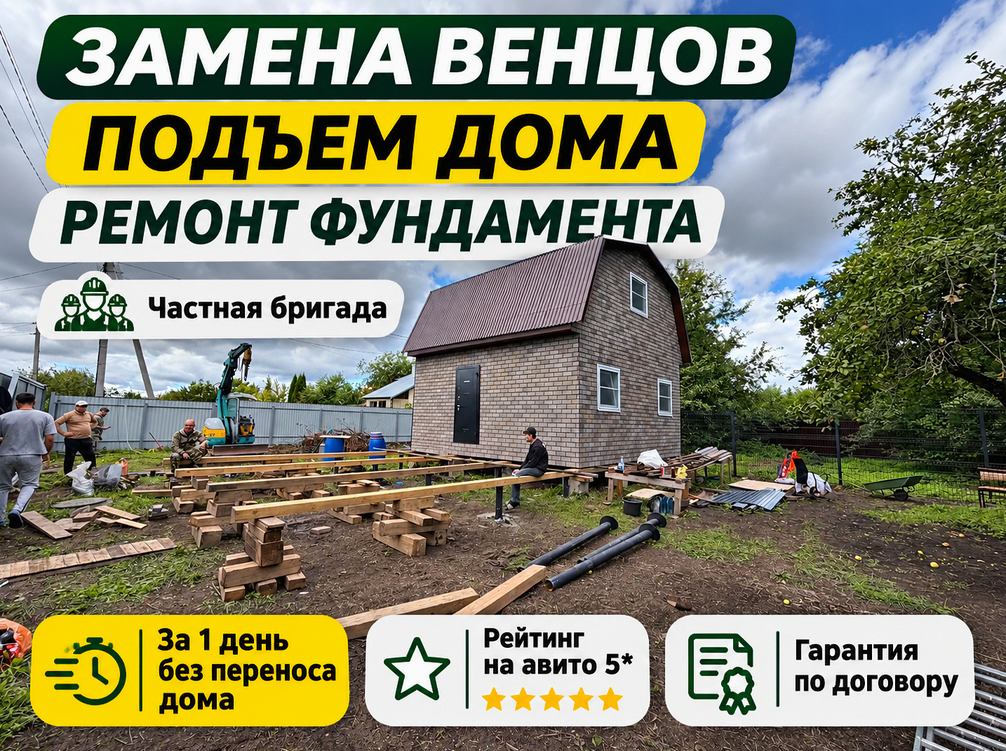 ЗАМЕНА ВЕНЦОВ
ПОДЪЕМ ДОМА
РЕМОНТ ФУНДАМЕНТА
Частная бригада
За 1 день
без переноса
дома
Рейтинг
на авито 5*
Гарантия
по договору